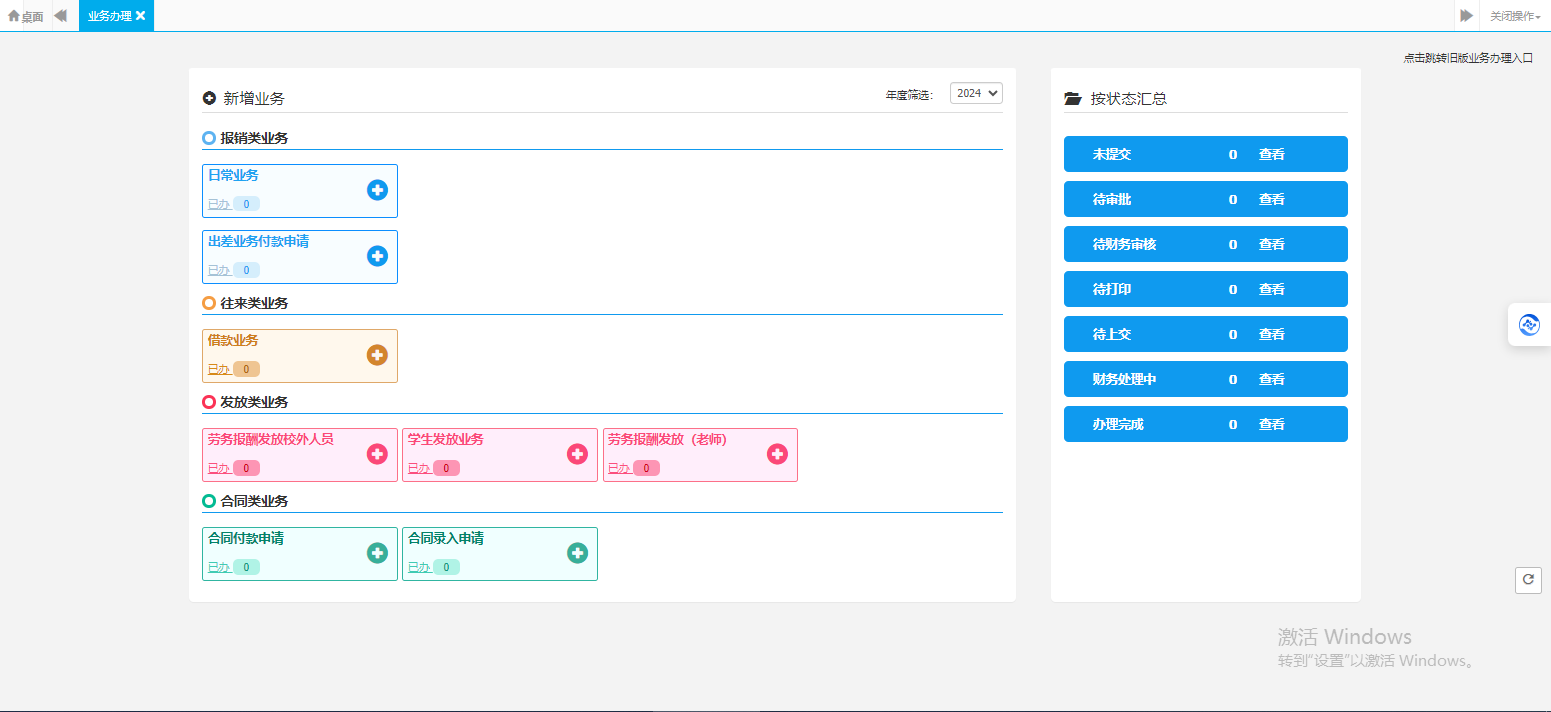 桌面 业务办理 关闭操作
点击跳转旧版业务办理入口
新增业务 年度筛选： 2024
报销类业务
日常业务
已办 0
出差业务付款申请
已办 0
往来类业务
借款业务
已办 0
发放类业务
劳务报酬发放校外人员 学生发放业务 劳务报酬发放（老师）
已办 0 已办 0 已办 0
合同类业务
合同付款申请 合同录入申请
已办 0 已办 0
按状态汇总
未提交 0 查看
待审批 0 查看
待财务审核 0 查看
待打印 0 查看
待上交 0 查看
财务处理中 0 查看
办理完成 0 查看
激活 Windows
转到“设置”以激活 Windows。